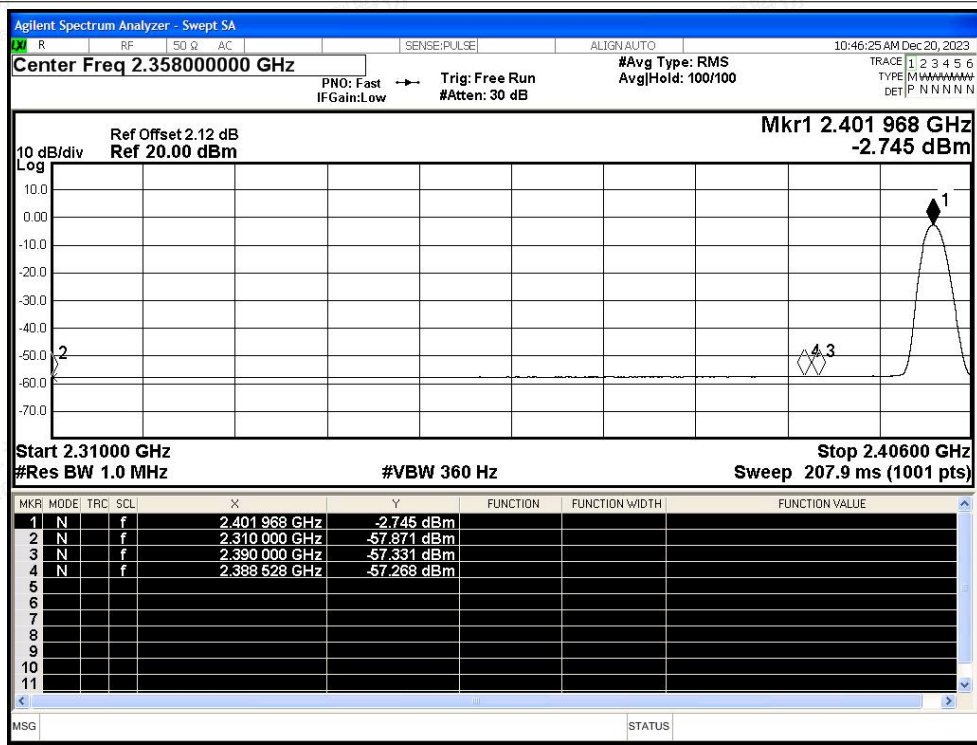 Agilent Spectrum Analyzer - Swept SA
LXI R RF 50 Ω AC SENSE:PULSE ALIGN AUTO 10:46:25 AM Dec 20, 2023
Center Freq 2.358000000 GHz
PNO: Fast
IFGain:Low
Trig: Free Run
#Atten: 30 dB
#Avg Type: RMS
Avg|Hold: 100/100
TRACE 1 2 3 4 5 6
TYPE M
DET P N N N N N
Ref Offset 2.12 dB
10 dB/div Ref 20.00 dBm
Log
Mkr1 2.401 968 GHz
-2.745 dBm
10.0
0.00
-10.0
-20.0
-30.0
-40.0
-50.0
-60.0
-70.0
1
2
4 3
Start 2.31000 GHz Stop 2.40600 GHz
#Res BW 1.0 MHz #VBW 360 Hz Sweep 207.9 ms (1001 pts)
MKR MODE TRC SCL X Y FUNCTION FUNCTION WIDTH FUNCTION VALUE
1 N f 2.401 968 GHz -2.745 dBm
2 N f 2.310 000 GHz -57.871 dBm
3 N f 2.390 000 GHz -57.331 dBm
4 N f 2.388 528 GHz -57.268 dBm
5
6
7
8
9
10
11
MSG STATUS